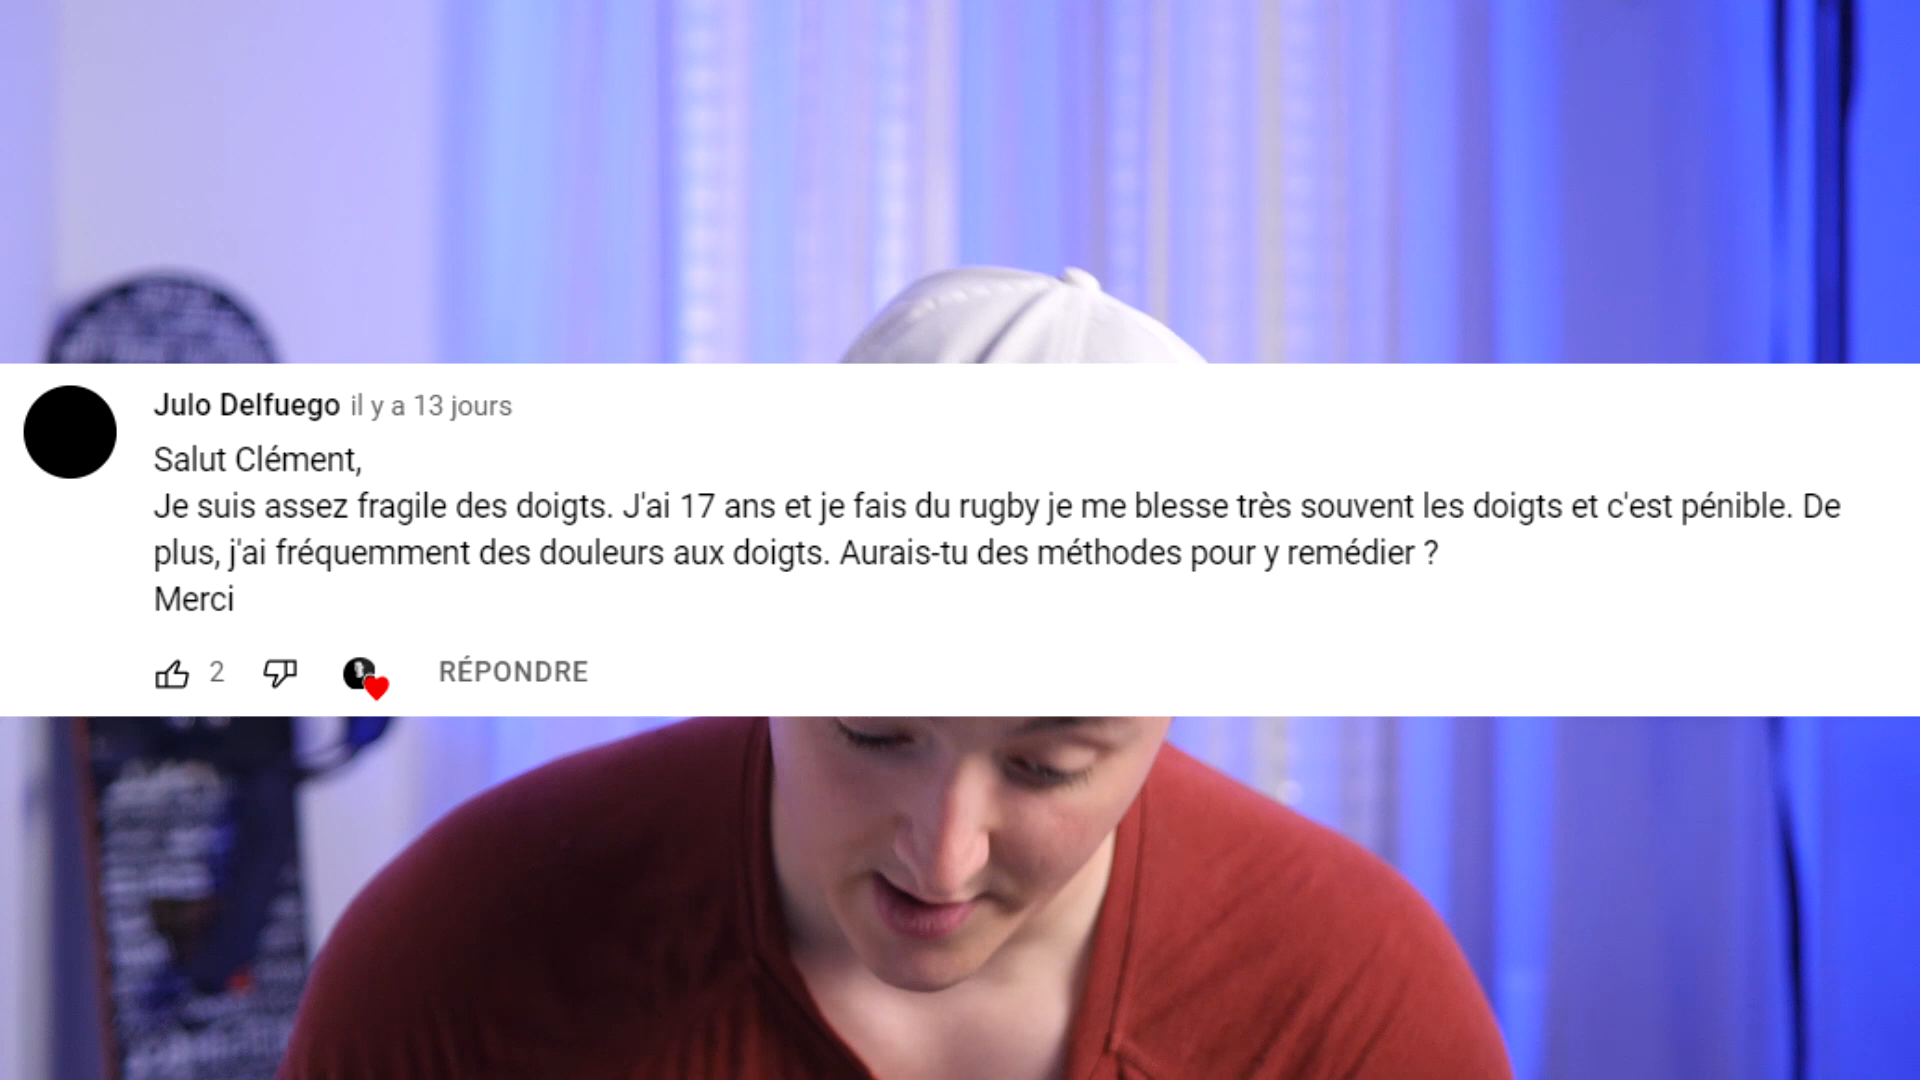 Julo Delfuego il y a 13 jours
Salut Clément,
Je suis assez fragile des doigts. J'ai 17 ans et je fais du rugby je me blesse très souvent les doigts et c'est pénible. De
plus, j'ai fréquemment des douleurs aux doigts. Aurais-tu des méthodes pour y remédier ?
Merci
2 RÉPONDRE